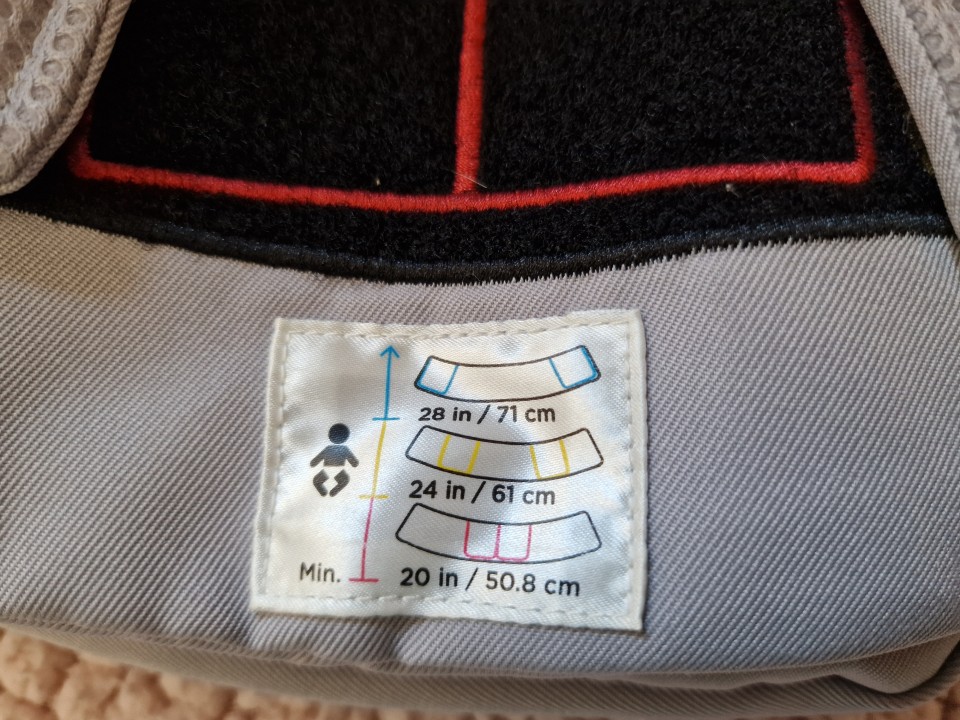 28 in / 71 cm
24 in / 61 cm
Min. 20 in / 50.8 cm